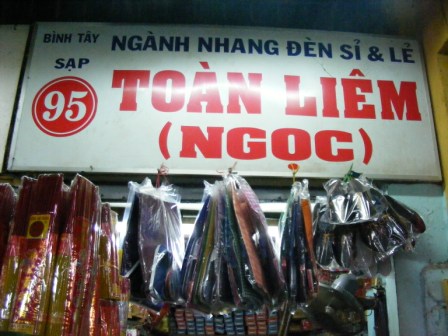 BÌNH TÂY
NGÀNH NHANG ĐÈN SỈ & LẺ
SẠP
95
TOÀN LIÊM
(NGOC)